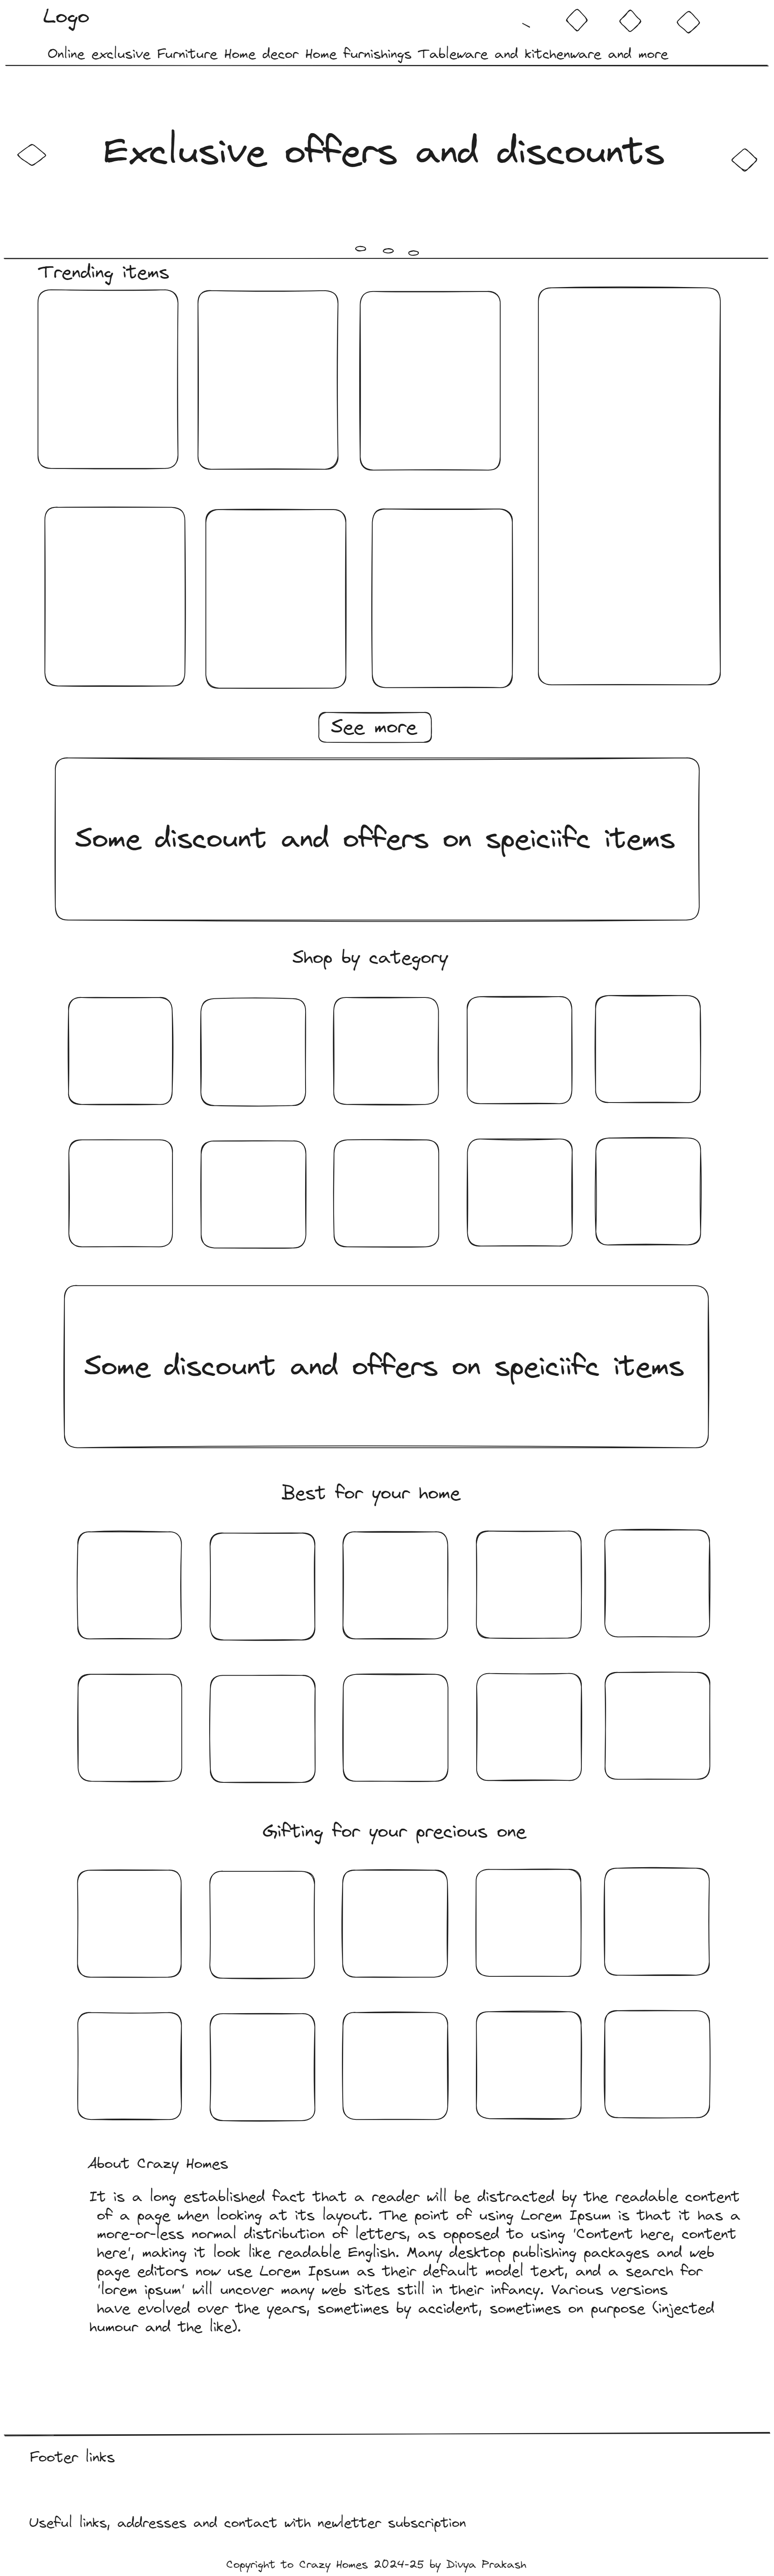 Logo
Online exclusive Furniture Home decor Home furnishings Tableware and kitchenware and more
Exclusive offers and discounts
Trending items
See more
Some discount and offers on speiciifc items
Shop by category
Some discount and offers on speiciifc items
Best for your home
Gifting for your precious one
About Crazy Homes
It is a long established fact that a reader will be distracted by the readable content
of a page when looking at its layout. The point of using Lorem Ipsum is that it has a
more-or-less normal distribution of letters, as opposed to using 'Content here, content
here', making it look like readable English. Many desktop publishing packages and web
page editors now use Lorem Ipsum as their default model text, and a search for
'lorem ipsum' will uncover many web sites still in their infancy. Various versions
have evolved over the years, sometimes by accident, sometimes on purpose (injected
humour and the like).
Footer links
Useful links, addresses and contact with newletter subscription
Copyright to Crazy Homes 2024-25 by Divya Prakash